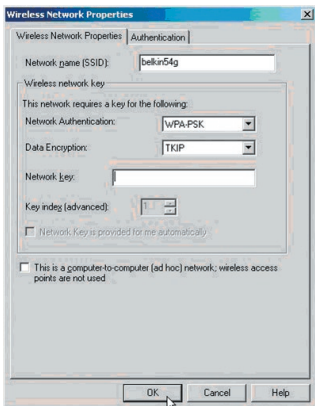 Wireless Network Properties
Wireless Network Properties Authentication
Network name (SSID): belkin54g
Wireless network key
This network requires a key for the following:
Network Authentication: WPA-PSK
Data Encryption: TKIP
Network key:
Key index (advanced): 1
Network Key is provided for me automatically
This is a computer-to-computer (ad hoc) network; wireless access
points are not used
OK Cancel Help